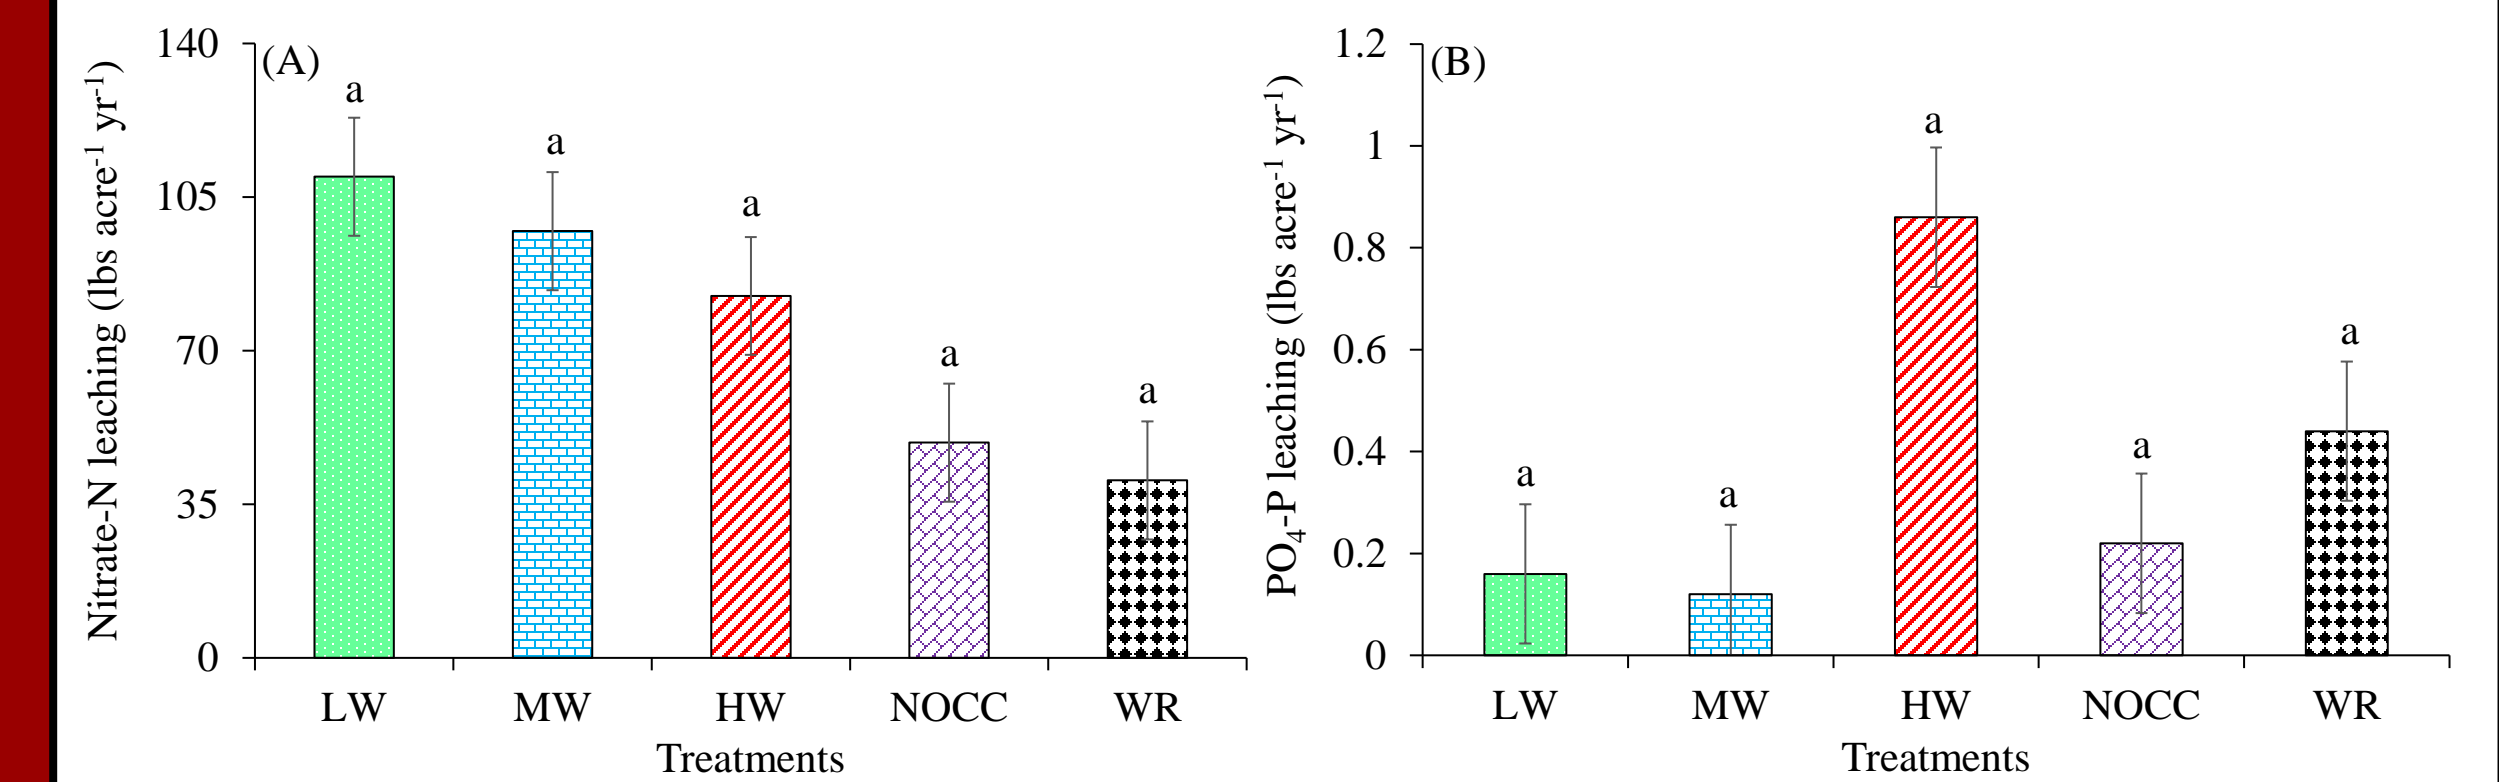 (A)
Nitrate-N leaching (lbs acre⁻¹ yr⁻¹)
140
105
70
35
0
a
a
a
a
a
LW MW HW NOCC WR
Treatments
(B)
PO₄-P leaching (lbs acre⁻¹ yr⁻¹)
1.2
1
0.8
0.6
0.4
0.2
0
a
a
a
a
a
LW MW HW NOCC WR
Treatments